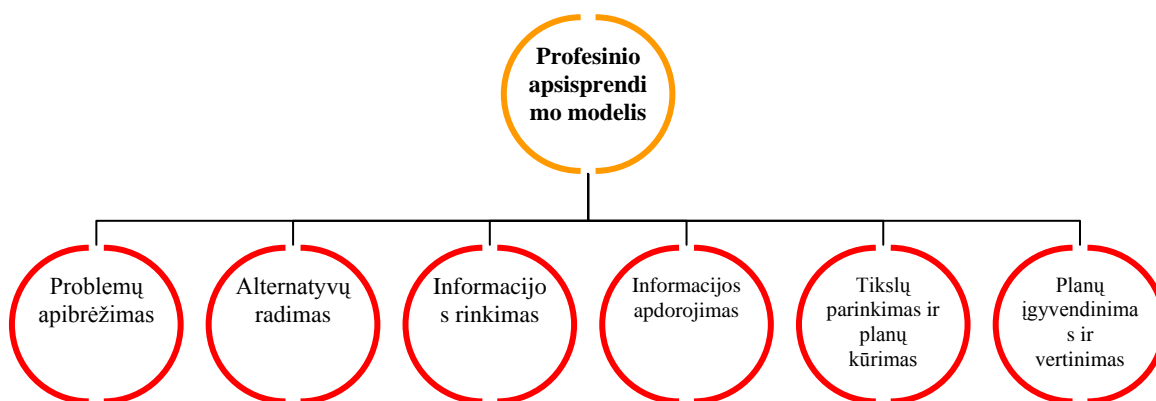 Profesinio
apsisprendi
mo modelis
Problemų
apibrėžimas
Alternatyvų
radimas
Informacijo
s rinkimas
Informacijos
apdorojimas
Tikslų
parinkimas ir
planų
kūrimas
Planų
įgyvendinima
s ir
vertinimas